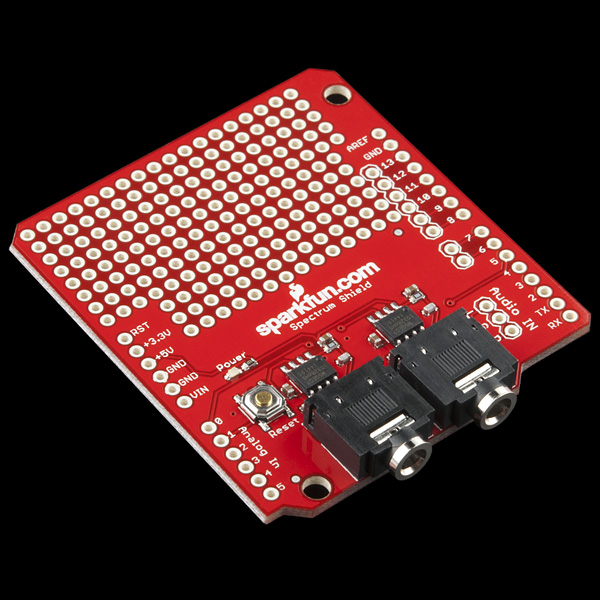 AREF
GND
13
12
11
10
9
8
7
6
5
4
3
2
TX
RX
sparkfun.com
Spectrum Shield
Audio IN
RST
+3.3V
+5V
GND
GND
VIN
Power
Reset
0
1
2
3
4
5
Analog In